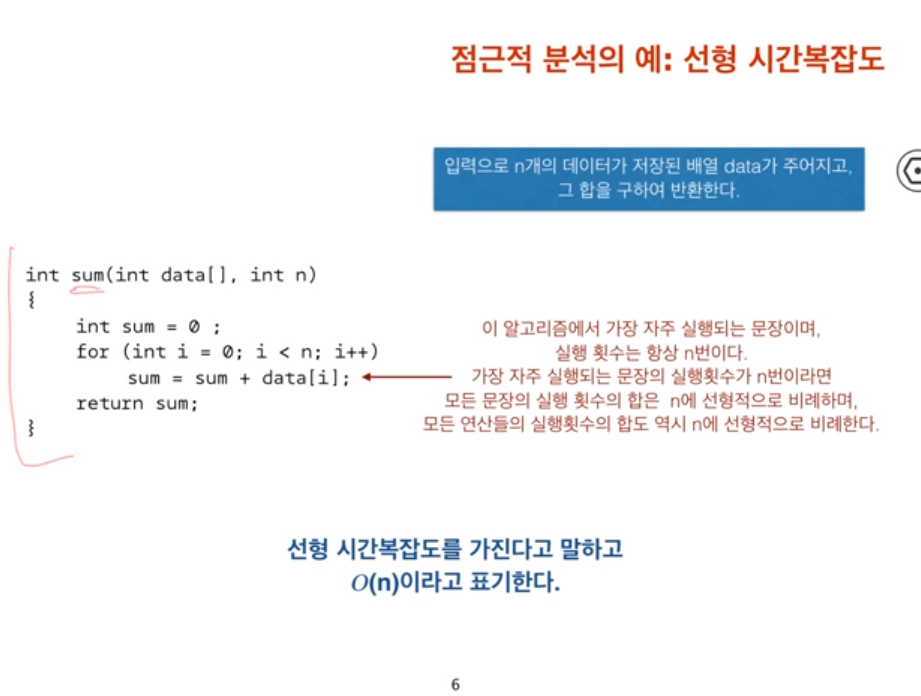 점근적 분석의 예: 선형 시간복잡도
입력으로 n개의 데이터가 저장된 배열 data가 주어지고,
그 합을 구하여 반환한다.
int sum(int data[], int n)
{
int sum = 0 ;
for (int i = 0; i < n; i++)
sum = sum + data[i];
return sum;
}
이 알고리즘에서 가장 자주 실행되는 문장이며,
실행 횟수는 항상 n번이다.
가장 자주 실행되는 문장의 실행횟수가 n번이라면
모든 문장의 실행 횟수의 합은 n에 선형적으로 비례하며,
모든 연산들의 실행횟수의 합도 역시 n에 선형적으로 비례한다.
선형 시간복잡도를 가진다고 말하고
O(n)이라고 표기한다.
6